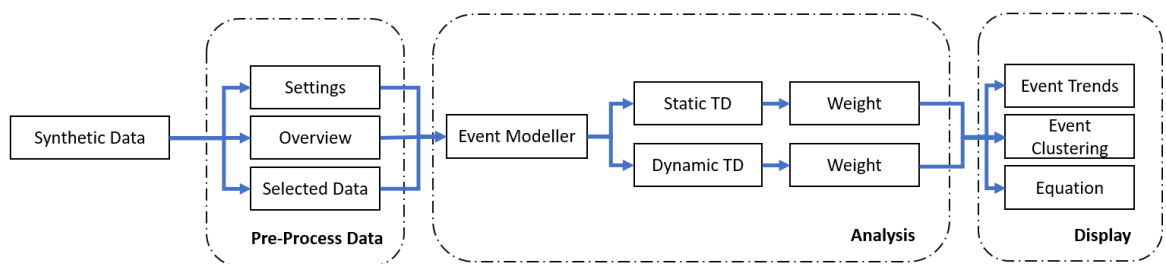 Synthetic Data
Settings
Overview
Selected Data
Pre-Process Data
Event Modeller
Static TD
Weight
Dynamic TD
Weight
Analysis
Event Trends
Event
Clustering
Equation
Display